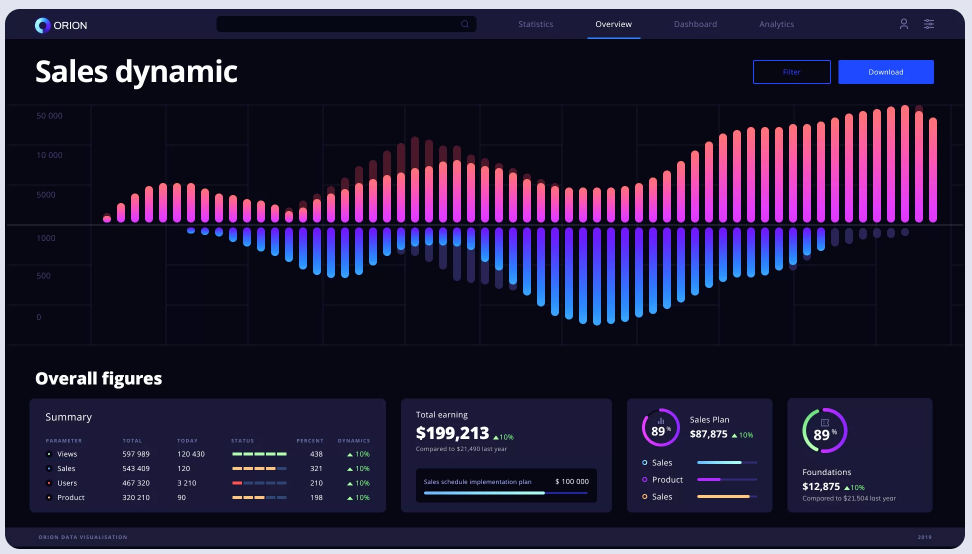 ORION
Statistics Overview Dashboard Analytics
Sales dynamic
Filter Download
50 000
10 000
5000
1000
500
0
Overall figures
Summary
PARAMETER TOTAL TODAY STATUS PERCENT DYNAMICS
Views 597 989 120 430 438 10%
Sales 543 409 120 321 10%
Users 467 320 3 210 210 10%
Product 320 210 90 198 10%
Total earning
$199,213 10%
Compared to $21,490 last year
Sales schedule implementation plan $ 100 000
89%
Sales Plan
$87,875 10%
Sales
Product
Sales
89%
Foundations
$12,875 10%
Compared to $21,504 last year
ORION DATA VISUALISATION 2019